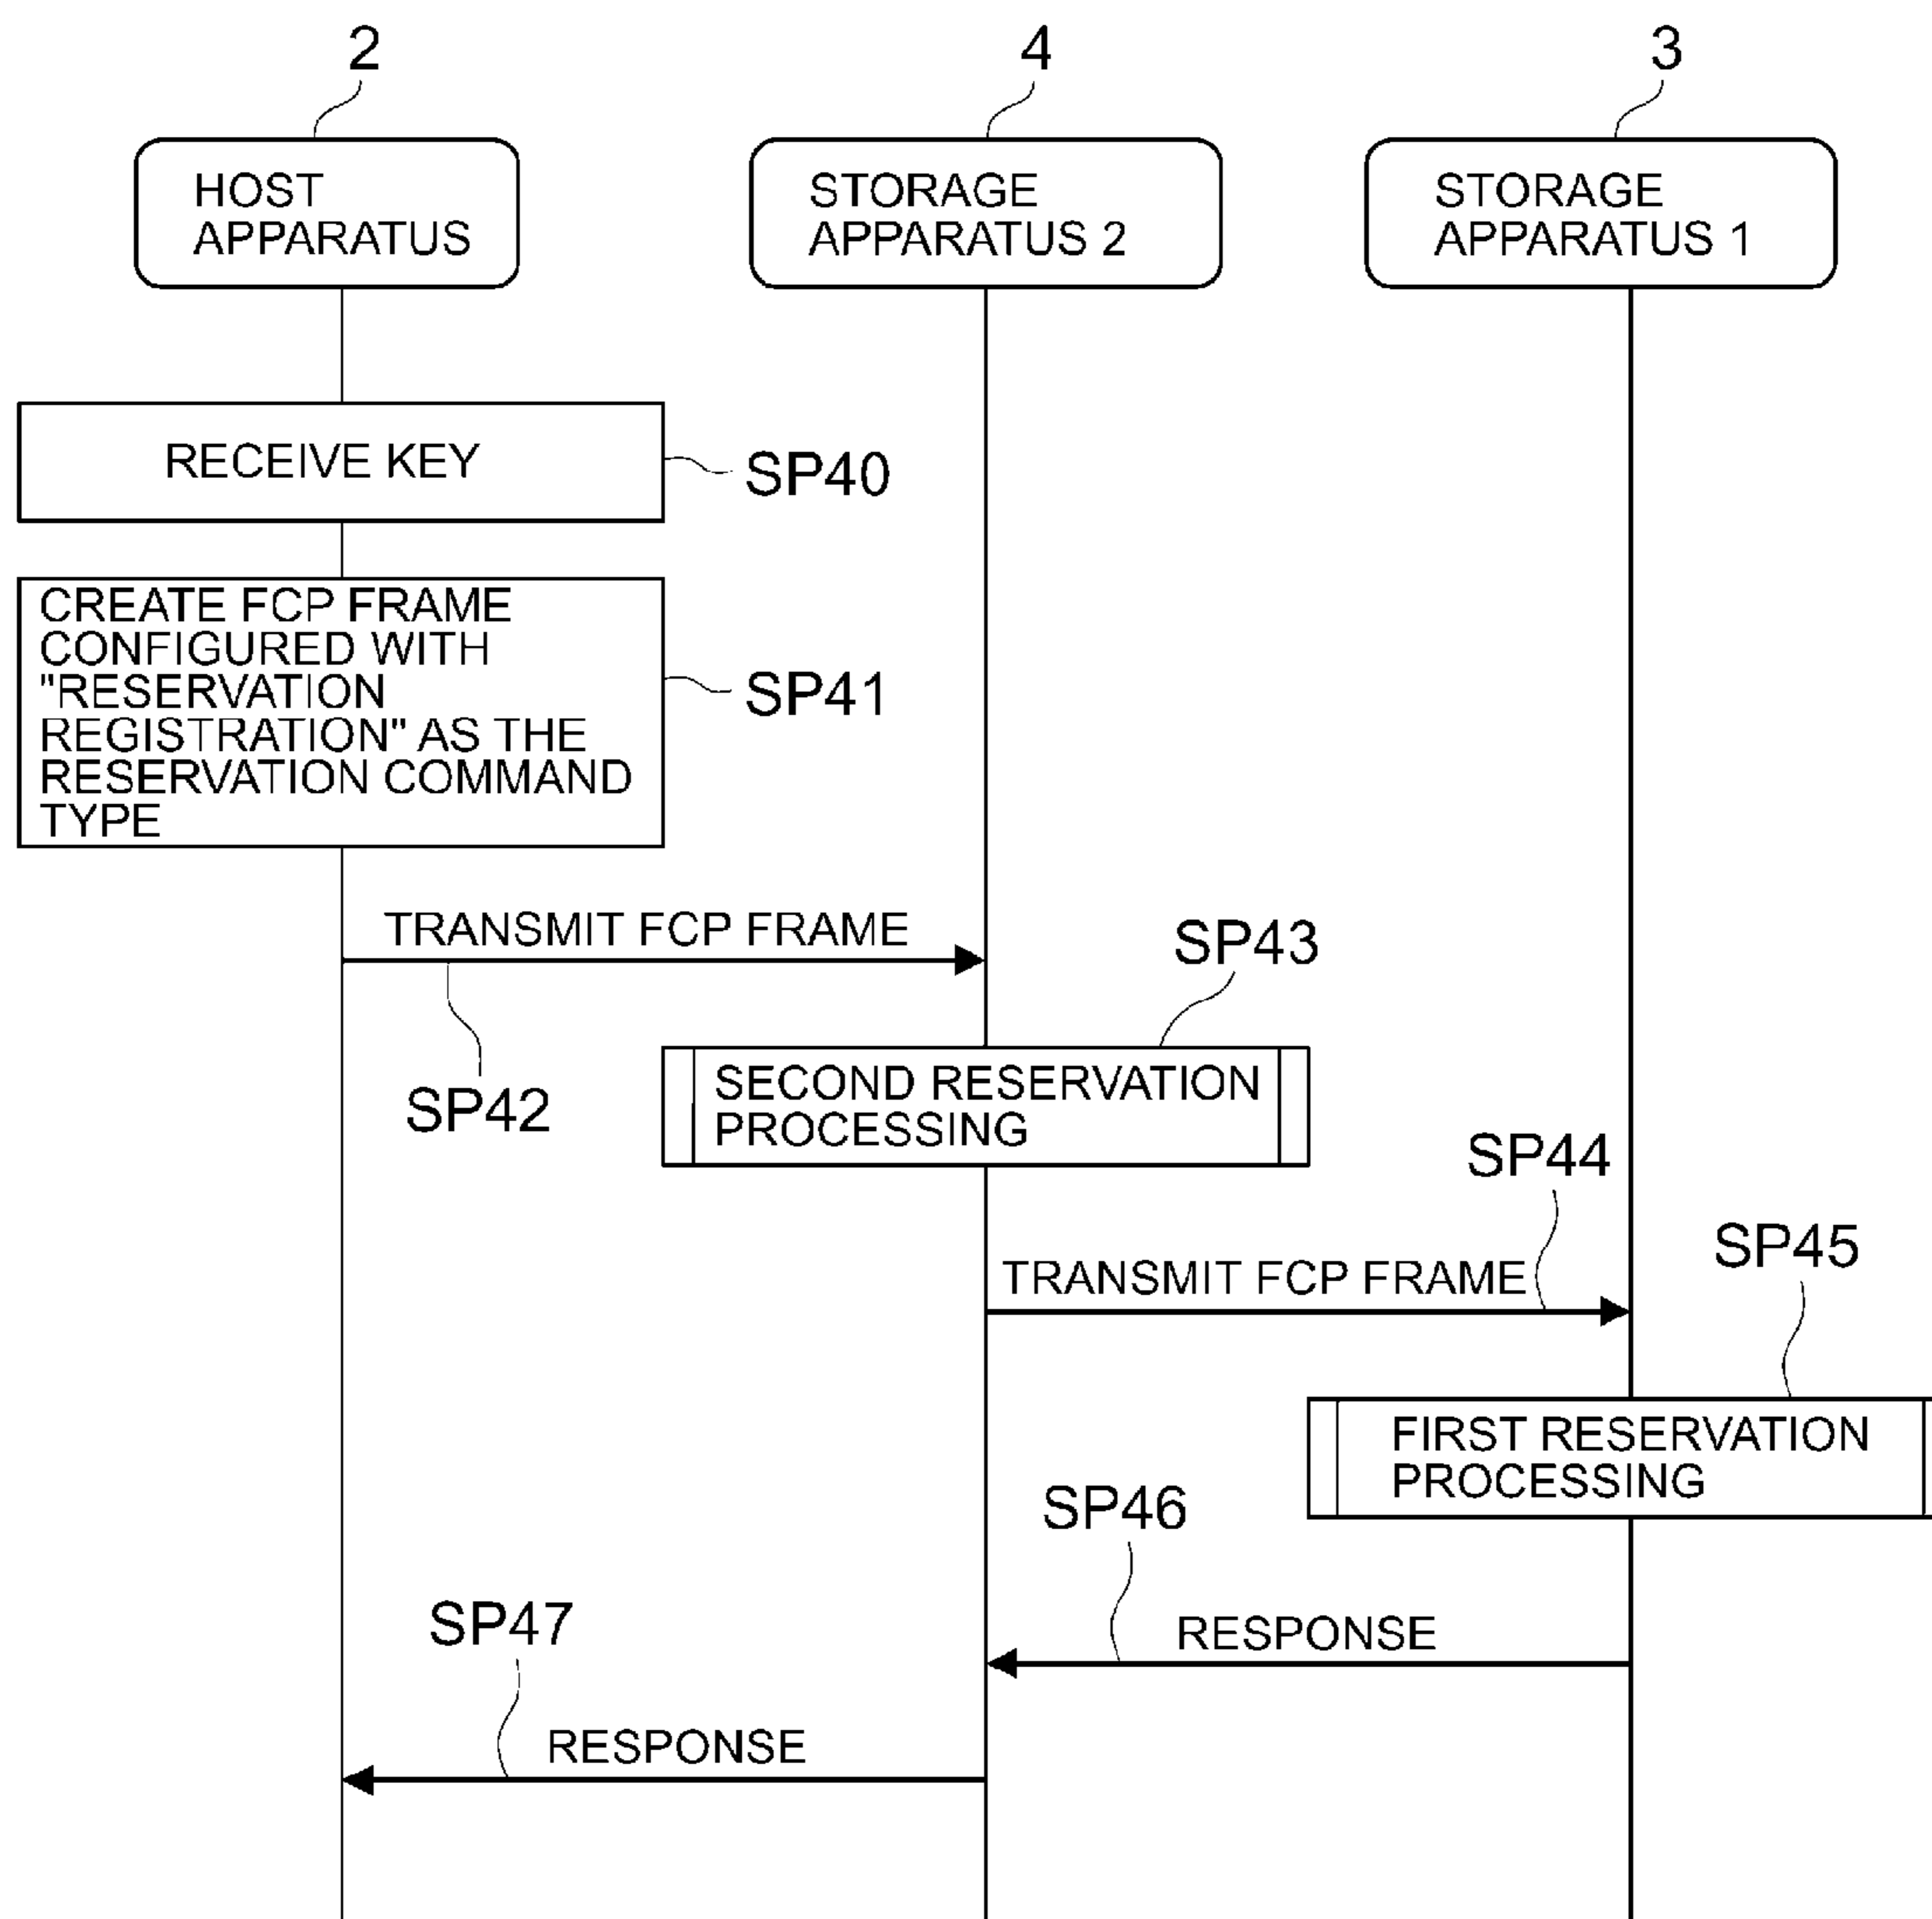 2
4
3
HOST
APPARATUS
STORAGE
APPARATUS 2
STORAGE
APPARATUS 1
RECEIVE KEY
SP40
CREATE FCP FRAME
CONFIGURED WITH
"RESERVATION
REGISTRATION" AS THE
RESERVATION COMMAND
TYPE
SP41
TRANSMIT FCP FRAME
SP42
SP43
SECOND RESERVATION
PROCESSING
SP44
TRANSMIT FCP FRAME
SP45
FIRST RESERVATION
PROCESSING
SP46
RESPONSE
SP47
RESPONSE